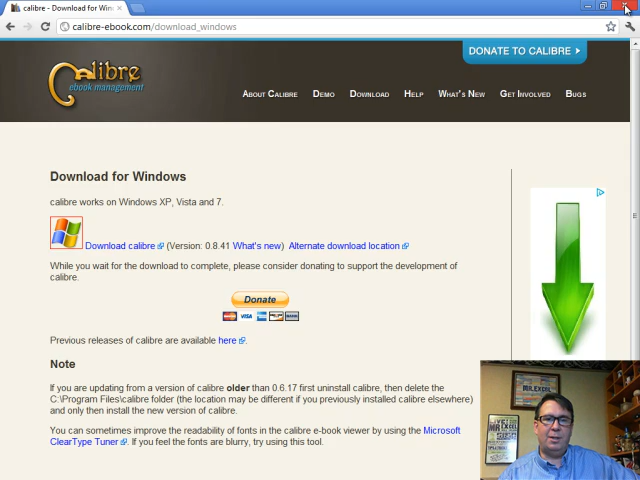 calibre - Download for Win
calibre-ebook.com/download_windows
DONATE TO CALIBRE
Calibre
ebook management
About Calibre Demo Download Help What's New Get Involved Bugs
Download for Windows
calibre works on Windows XP, Vista and 7.
Download calibre (Version: 0.8.41 What's new) Alternate download location
While you wait for the download to complete, please consider donating to support the development of
calibre.
Donate
VISA
Previous releases of calibre are available here.
Note
If you are updating from a version of calibre older than 0.6.17 first uninstall calibre, then delete the
C:\Program Files\calibre folder (the location may be different if you previously installed calibre elsewhere)
and only then install the new version of calibre.
You can sometimes improve the readability of fonts in the calibre e-book viewer by using the Microsoft
ClearType Tuner. If you feel the fonts are blurry, try using this tool.
MREXCEL